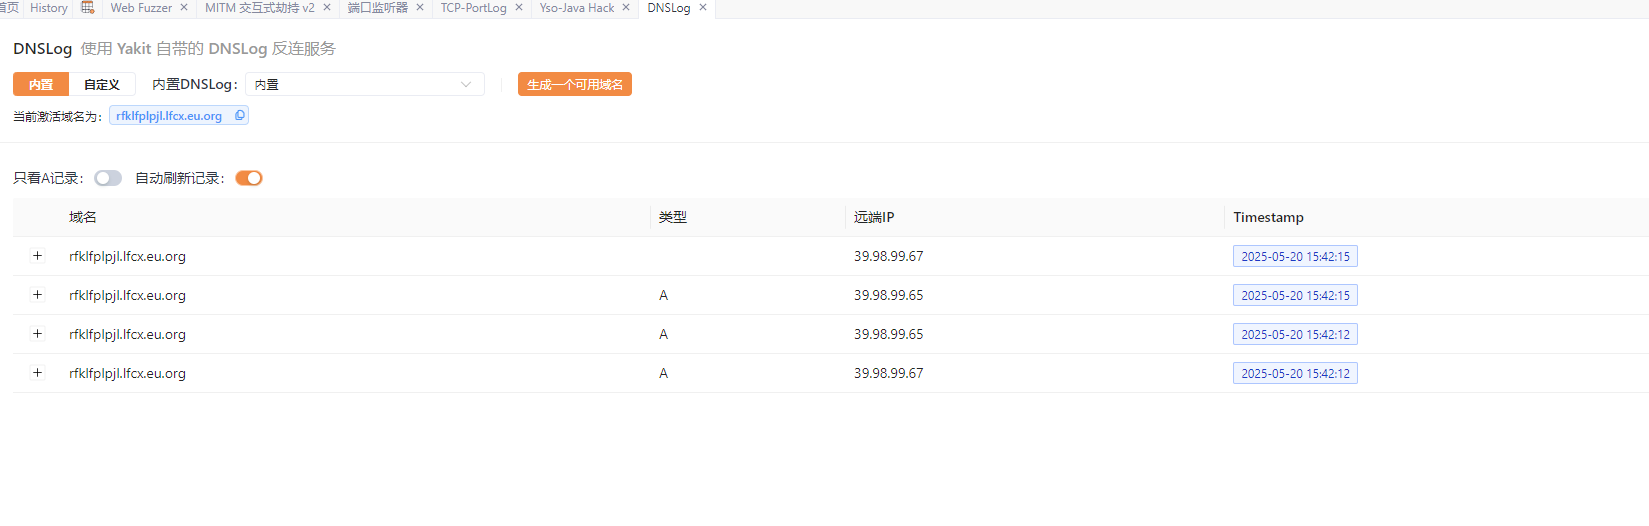 首页 History Web Fuzzer MITM 交互式劫持 v2 端口监听器 TCP-PortLog Yso-Java Hack DNSLog
DNSLog 使用 Yakit 自带的 DNSLog 反连服务
内置 自定义 内置DNSLog: 内置 生成一个可用域名
当前激活域名为: rfklfplpjl.lfcx.eu.org
只看A记录: 自动刷新记录:
域名 类型 远端IP Timestamp
+ rfklfplpjl.lfcx.eu.org 39.98.99.67 2025-05-20 15:42:15
+ rfklfplpjl.lfcx.eu.org A 39.98.99.65 2025-05-20 15:42:15
+ rfklfplpjl.lfcx.eu.org A 39.98.99.65 2025-05-20 15:42:12
+ rfklfplpjl.lfcx.eu.org A 39.98.99.67 2025-05-20 15:42:12